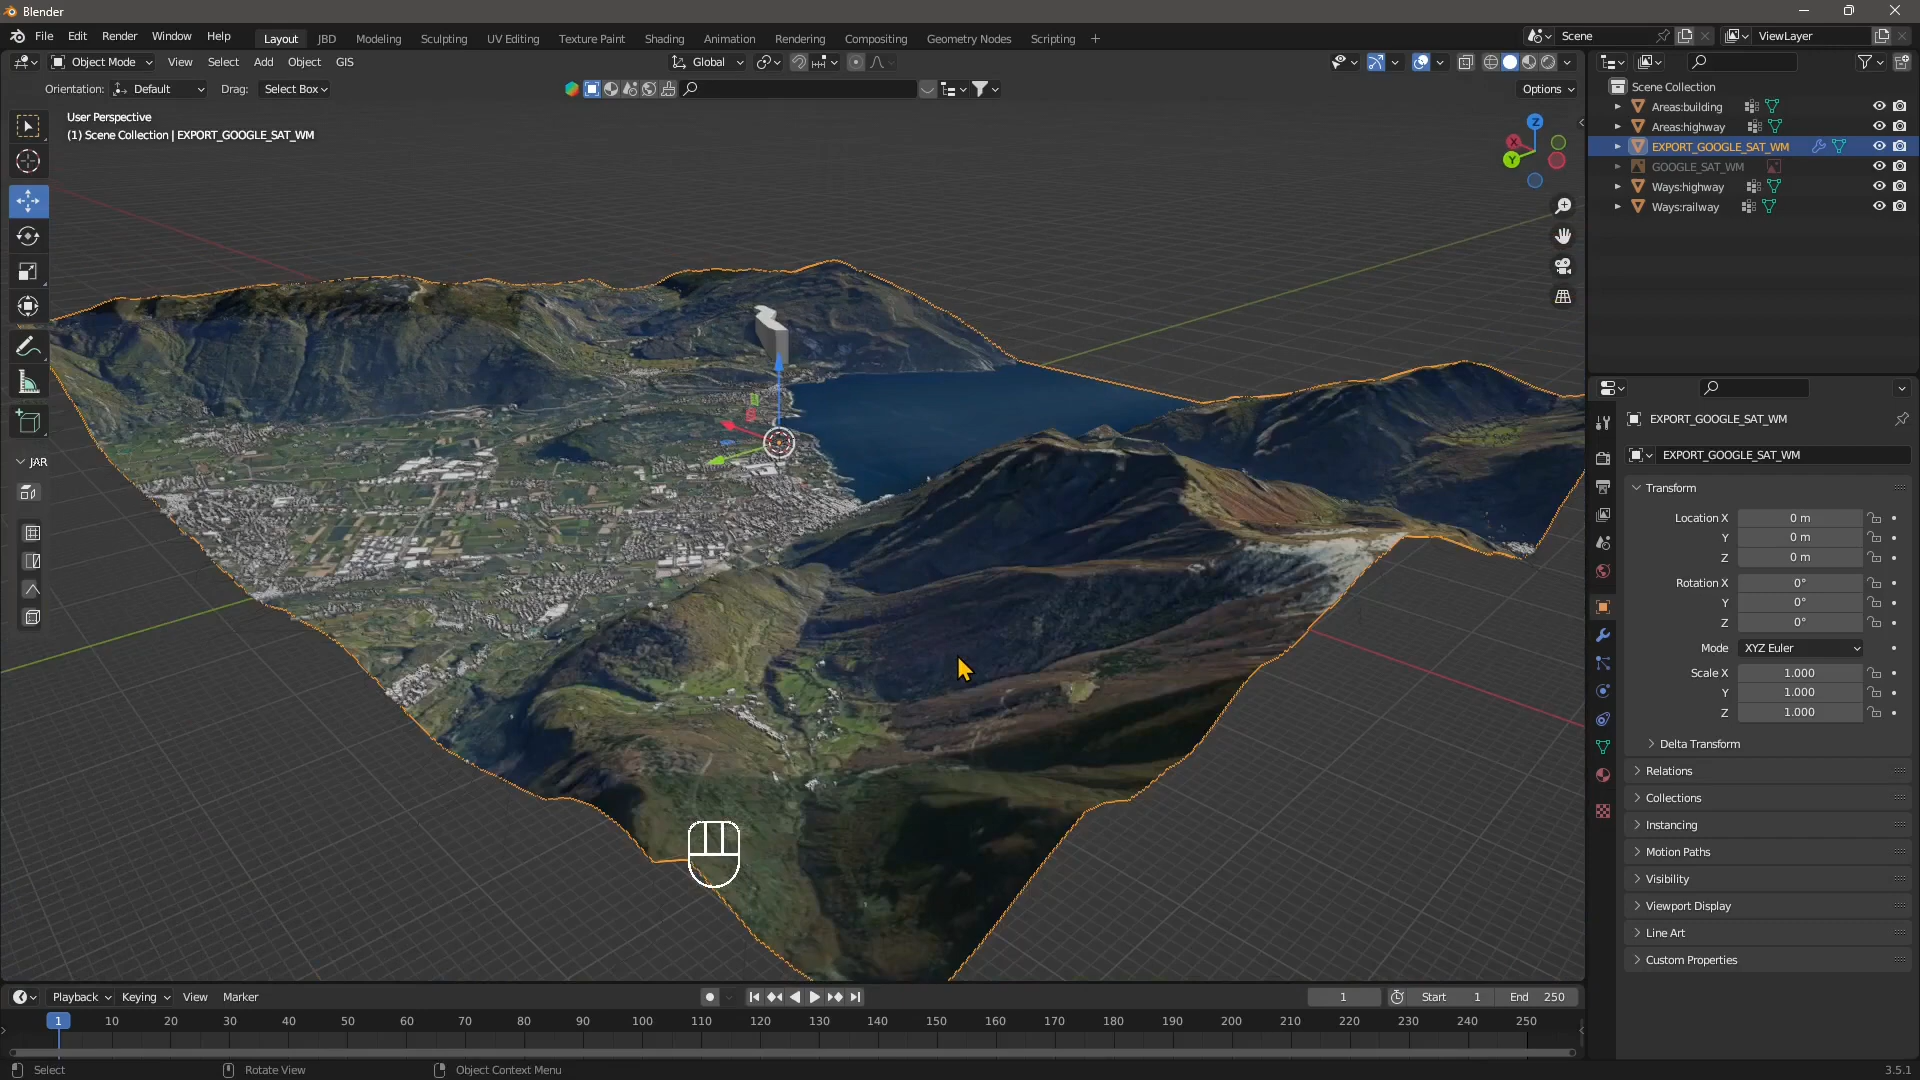 Blender
File Edit Render Window Help
Layout JBD Modeling Sculpting UV Editing Texture Paint Shading Animation Rendering Compositing Geometry Nodes Scripting +
Scene
ViewLayer
Object Mode View Select Add Object GIS
Global
Orientation: Default Drag: Select Box
Options
User Perspective
(1) Scene Collection | EXPORT_GOOGLE_SAT_WM
Z
X
Y
JAR
Scene Collection
Areas:building
Areas:highway
EXPORT_GOOGLE_SAT_WM
GOOGLE_SAT_WM
Ways:highway
Ways:railway
EXPORT_GOOGLE_SAT_WM
EXPORT_GOOGLE_SAT_WM
Transform
Location X 0 m
Y 0 m
Z 0 m
Rotation X 0°
Y 0°
Z 0°
Mode XYZ Euler
Scale X 1.000
Y 1.000
Z 1.000
Delta Transform
Relations
Collections
Instancing
Motion Paths
Visibility
Viewport Display
Line Art
Custom Properties
Playback Keying View Marker
1 Start 1 End 250
1 10 20 30 40 50 60 70 80 90 100 110 120 130 140 150 160 170 180 190 200 210 220 230 240 250
Select Rotate View Object Context Menu 3.5.1